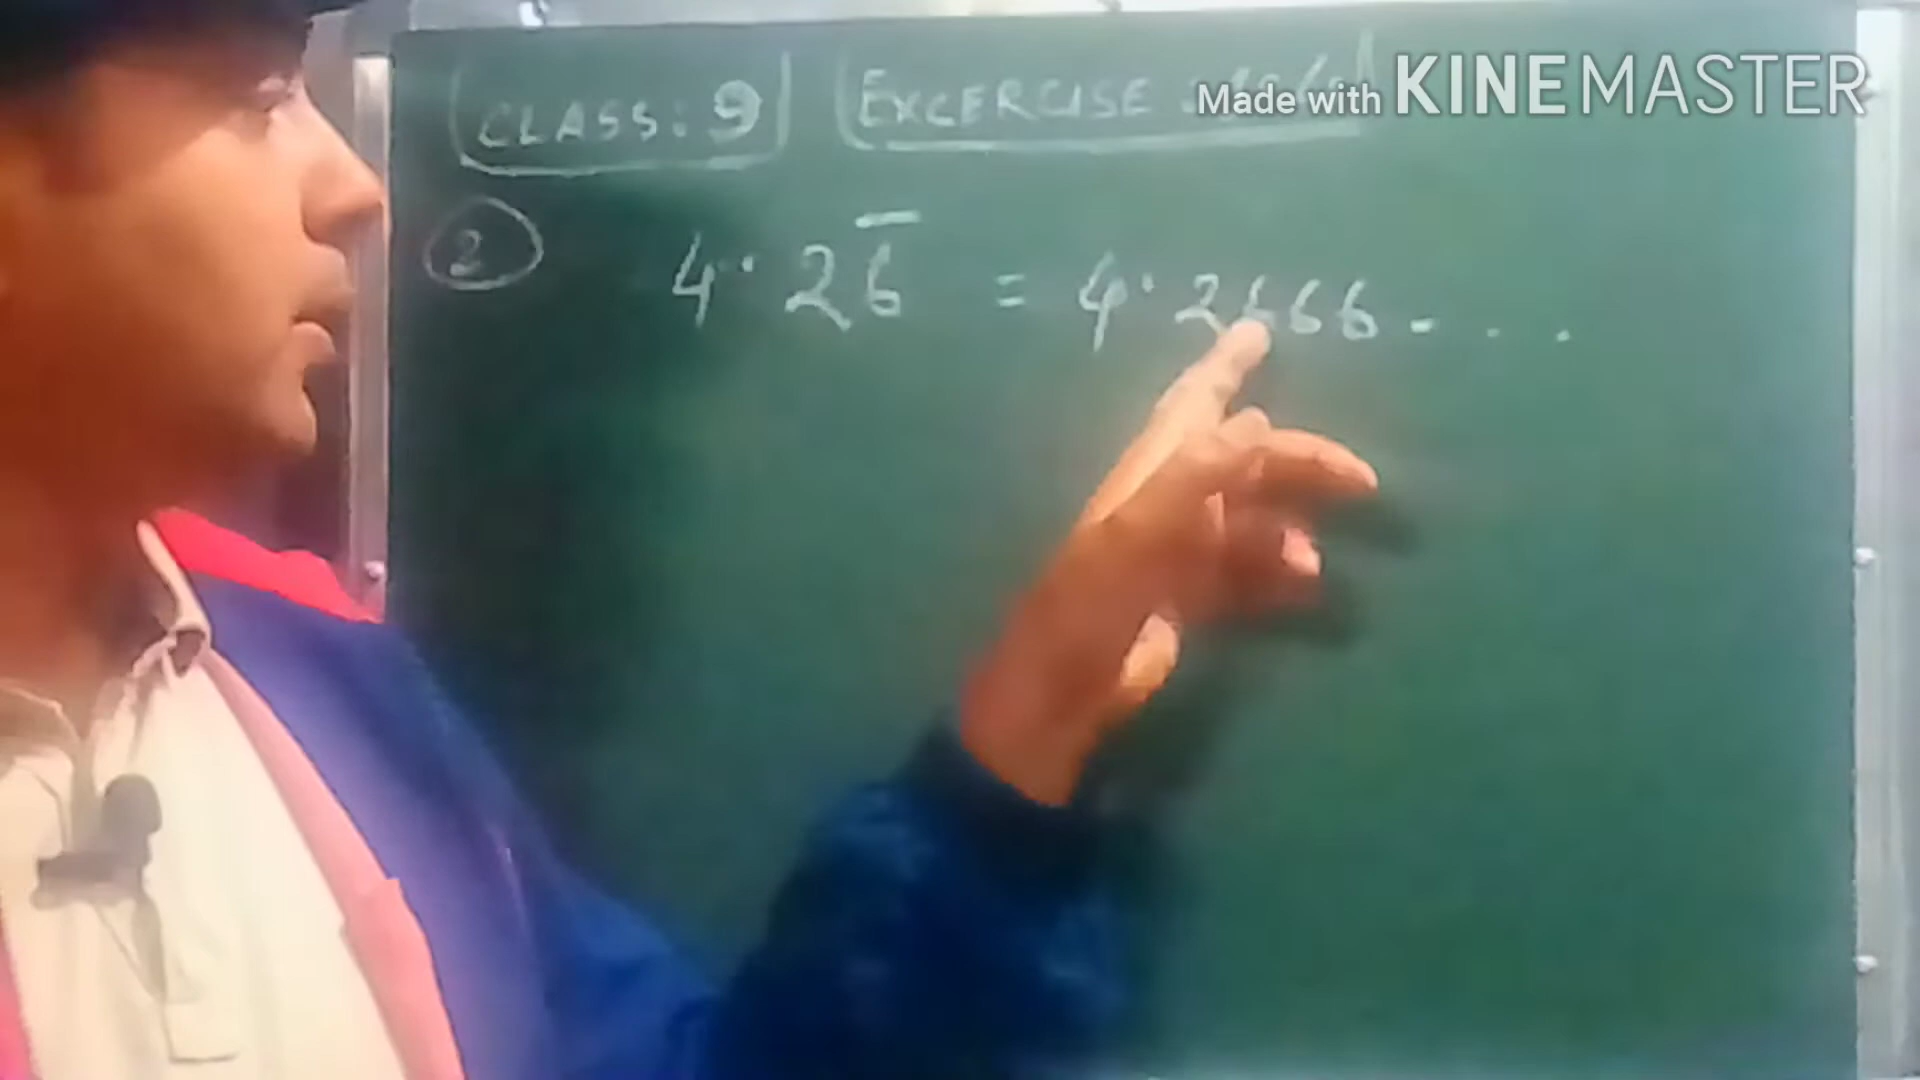 CLASS: 9 EXCERCISE
Made with KINEMASTER
2 4.26̅ = 4.2666...